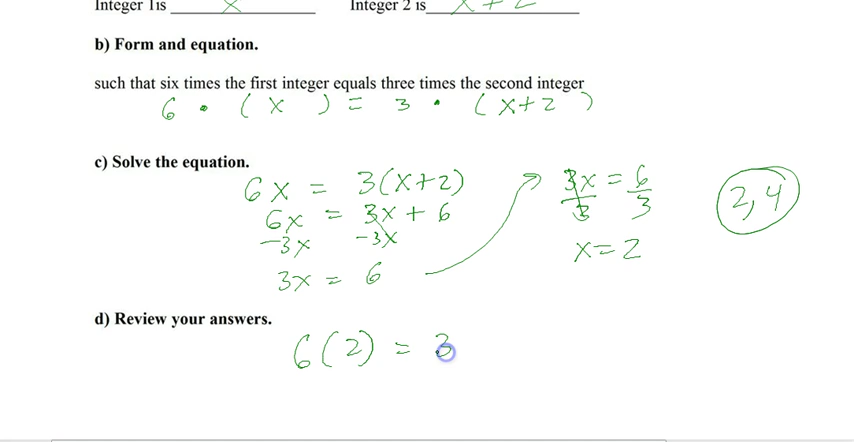 Integer 1is x Integer 2 is x + 2
b) Form and equation.
such that six times the first integer equals three times the second integer
6 • ( x ) = 3 • ( x+2 )
c) Solve the equation.
6x = 3(x+2)
6x = 3x + 6
-3x -3x
3x = 6
3x = 6
3 3
x = 2
2, 4
d) Review your answers.
6(2) = 3